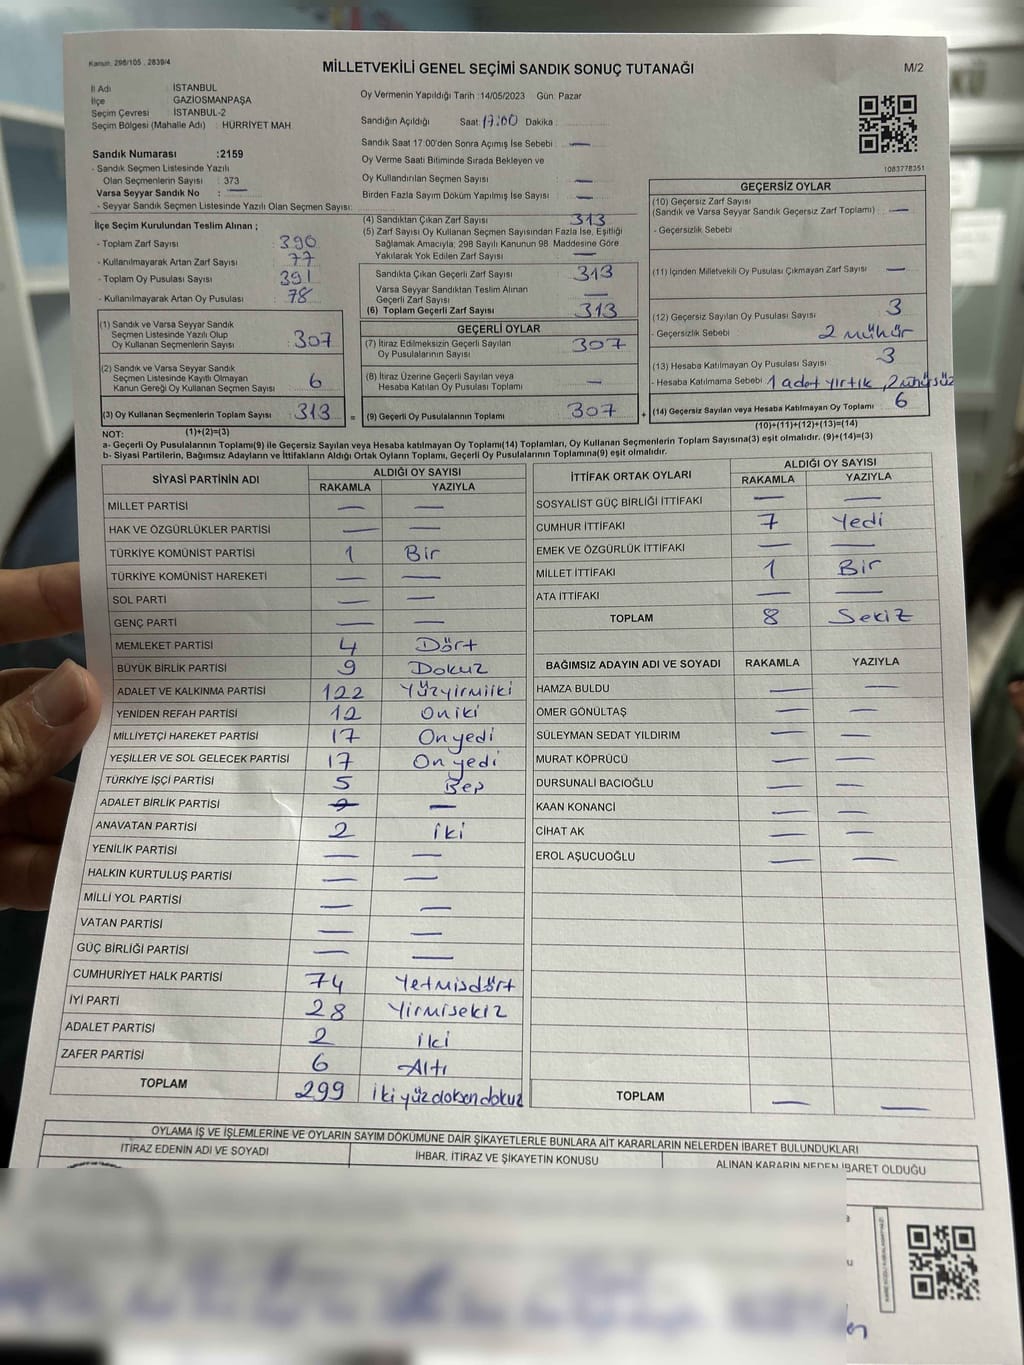 Kanun. 298/105 , 2839/4
MİLLETVEKİLİ GENEL SEÇİMİ SANDIK SONUÇ TUTANAĞI
M/2
İl Adı : İSTANBUL
İlçe : GAZİOSMANPAŞA
Seçim Çevresi : İSTANBUL-2
Seçim Bölgesi (Mahalle Adı) : HÜRRİYET MAH
Sandık Numarası :2159
- Sandık Seçmen Listesinde Yazılı
Olan Seçmenlerin Sayısı : 373
Varsa Seyyar Sandık No : —
- Seyyar Sandık Seçmen Listesinde Yazılı Olan Seçmen Sayısı:
Oy Vermenin Yapıldığı Tarih :14/05/2023 Gün: Pazar
Sandığın Açıldığı Saat: 17:00 Dakika :
Sandık Saat 17:00'den Sonra Açımış İse Sebebi : —
Oy Verme Saati Bitiminde Sırada Bekleyen ve
Oy Kullandırılan Seçmen Sayısı : —
Birden Fazla Sayım Döküm Yapılmış İse Sayısı : —
1083778351
İlçe Seçim Kurulundan Teslim Alınan ;
- Toplam Zarf Sayısı : 390
- Kullanılmayarak Artan Zarf Sayısı : 77
- Toplam Oy Pusulası Sayısı : 391
- Kullanılmayarak Artan Oy Pusulası : 78
(4) Sandıktan Çıkan Zarf Sayısı : 313
(5) Zarf Sayısı Oy Kullanan Seçmen Sayısından Fazla İse, Eşitliği
Sağlamak Amacıyla; 298 Sayılı Kanunun 98. Maddesine Göre
Yakılarak Yok Edilen Zarf Sayısı : —
Sandıkta Çıkan Geçerli Zarf Sayısı : 313
Varsa Seyyar Sandıktan Teslim Alınan
Geçerli Zarf Sayısı : —
(6) Toplam Geçerli Zarf Sayısı : 313
GEÇERSİZ OYLAR
(10) Geçersiz Zarf Sayısı
(Sandık ve Varsa Seyyar Sandık Geçersiz Zarf Toplamı) : —
- Geçersizlik Sebebi
(11) İçinden Milletvekili Oy Pusulası Çıkmayan Zarf Sayısı : —
(12) Geçersiz Sayılan Oy Pusulası Sayısı : 3
- Geçersizlik Sebebi : 2 mühür
(13) Hesaba Katılmayan Oy Pusulası Sayısı : 3
- Hesaba Katılmama Sebebi : 1 adet yırtık, 2 mühürsüz
(14) Geçersiz Sayılan veya Hesaba Katılmayan Oy Toplamı : 6
(10)+(11)+(12)+(13)=(14)
(1) Sandık ve Varsa Seyyar Sandık
Seçmen Listesinde Yazılı Olup
Oy Kullanan Seçmenlerin Sayısı : 307
(2) Sandık ve Varsa Seyyar Sandık
Seçmen Listesinde Kayıtlı Olmayan
Kanun Gereği Oy Kullanan Seçmen Sayısı : 6
(3) Oy Kullanan Seçmenlerin Toplam Sayısı : 313 =
(1)+(2)=(3)
GEÇERLİ OYLAR
(7) İtiraz Edilmeksizin Geçerli Sayılan
Oy Pusulalarının Sayısı : 307
(8) İtiraz Üzerine Geçerli Sayılan veya
Hesaba Katılan Oy Pusulası Toplamı : —
(9) Geçerli Oy Pusulalarının Toplamı : 307 +
NOT:
a- Geçerli Oy Pusulalarının Toplamı(9) ile Geçersiz Sayılan veya Hesaba katılmayan Oy Toplamı(14) Toplamları, Oy Kullanan Seçmenlerin Toplam Sayısına(3) eşit olmalıdır. (9)+(14)=(3)
b- Siyasi Partilerin, Bağımsız Adayların ve İttifakların Aldığı Ortak Oyların Toplamı, Geçerli Oy Pusulalarının Toplamına(9) eşit olmalıdır.
SİYASİ PARTİNİN ADI
ALDIĞI OY SAYISI
RAKAMLA YAZIYLA
MİLLET PARTİSİ — —
HAK VE ÖZGÜRLÜKLER PARTİSİ — —
TÜRKİYE KOMÜNİST PARTİSİ 1 Bir
TÜRKİYE KOMÜNİST HAREKETİ — —
SOL PARTİ — —
GENÇ PARTİ — —
MEMLEKET PARTİSİ 4 Dört
BÜYÜK BİRLİK PARTİSİ 9 Dokuz
ADALET VE KALKINMA PARTİSİ 122 Yüzyirmiiki
YENİDEN REFAH PARTİSİ 12 Oniki
MİLLİYETÇİ HAREKET PARTİSİ 17 Onyedi
YEŞİLLER VE SOL GELECEK PARTİSİ 17 Onyedi
TÜRKİYE İŞÇİ PARTİSİ 5 Beş
ADALET BİRLİK PARTİSİ —
ANAVATAN PARTİSİ 2 iki
YENİLİK PARTİSİ — —
HALKIN KURTULUŞ PARTİSİ — —
MİLLİ YOL PARTİSİ — —
VATAN PARTİSİ — —
GÜÇ BİRLİĞİ PARTİSİ — —
CUMHURİYET HALK PARTİSİ 74 Yetmisdört
İYİ PARTİ 28 Yirmisekiz
ADALET PARTİSİ 2 iki
ZAFER PARTİSİ 6 Altı
TOPLAM 299 ikiyüzdoksendokuz
İTTİFAK ORTAK OYLARI
ALDIĞI OY SAYISI
RAKAMLA YAZIYLA
SOSYALİST GÜÇ BİRLİĞİ İTTİFAKI — —
CUMHUR İTTİFAKI 7 Yedi
EMEK VE ÖZGÜRLÜK İTTİFAKI — —
MİLLET İTTİFAKI 1 Bir
ATA İTTİFAKI — —
TOPLAM 8 Sekiz
BAĞIMSIZ ADAYIN ADI VE SOYADI RAKAMLA YAZIYLA
HAMZA BULDU — —
ÖMER GÖNÜLTAŞ — —
SÜLEYMAN SEDAT YILDIRIM — —
MURAT KÖPRÜCÜ — —
DURSUNALİ BACIOĞLU — —
KAAN KONANCİ — —
CİHAT AK — —
EROL AŞUCUOĞLU — —
TOPLAM — —
OYLAMA İŞ VE İŞLEMLERİNE VE OYLARIN SAYIM DÖKÜMÜNE DAİR ŞİKAYETLERLE BUNLARA AİT KARARLARIN NELERDEN İBARET BULUNDUKLARI
İTİRAZ EDENİN ADI VE SOYADI İHBAR, İTİRAZ VE ŞİKAYETİN KONUSU ALINAN KARARIN NEDEN İBARET OLDUĞU